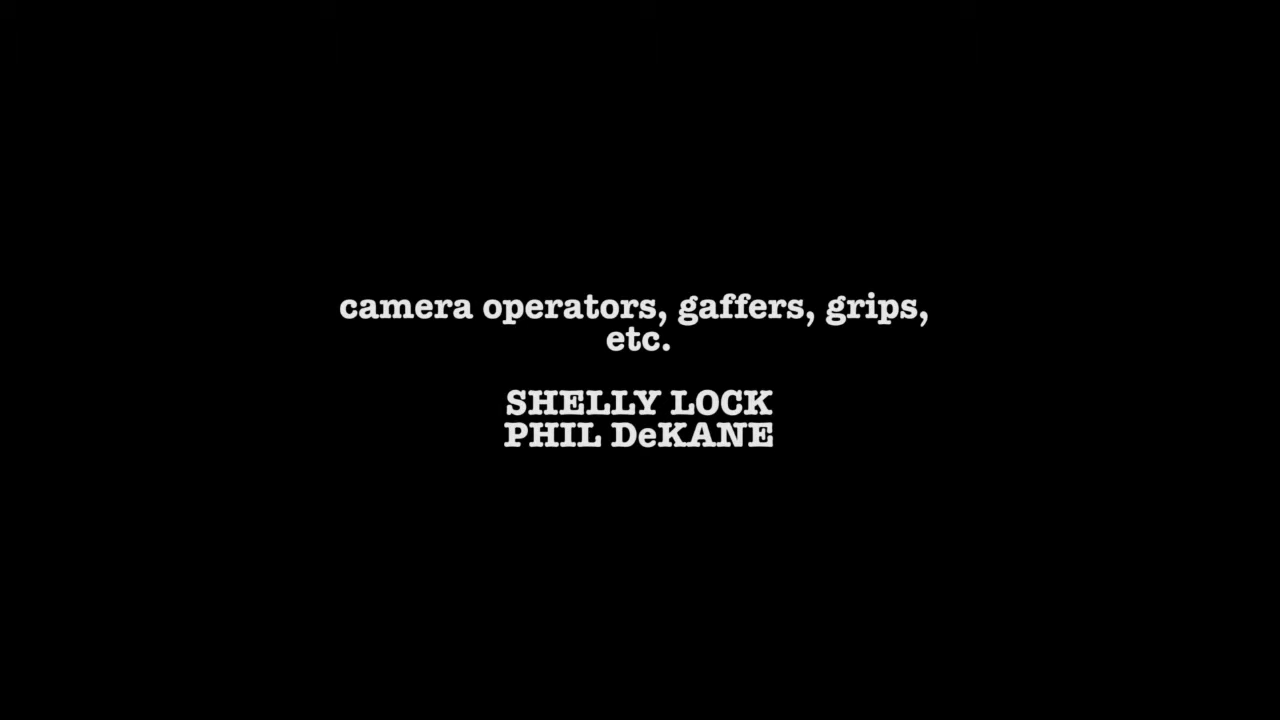 camera operators, gaffers, grips,
etc.
SHELLY LOCK
PHIL DeKANE